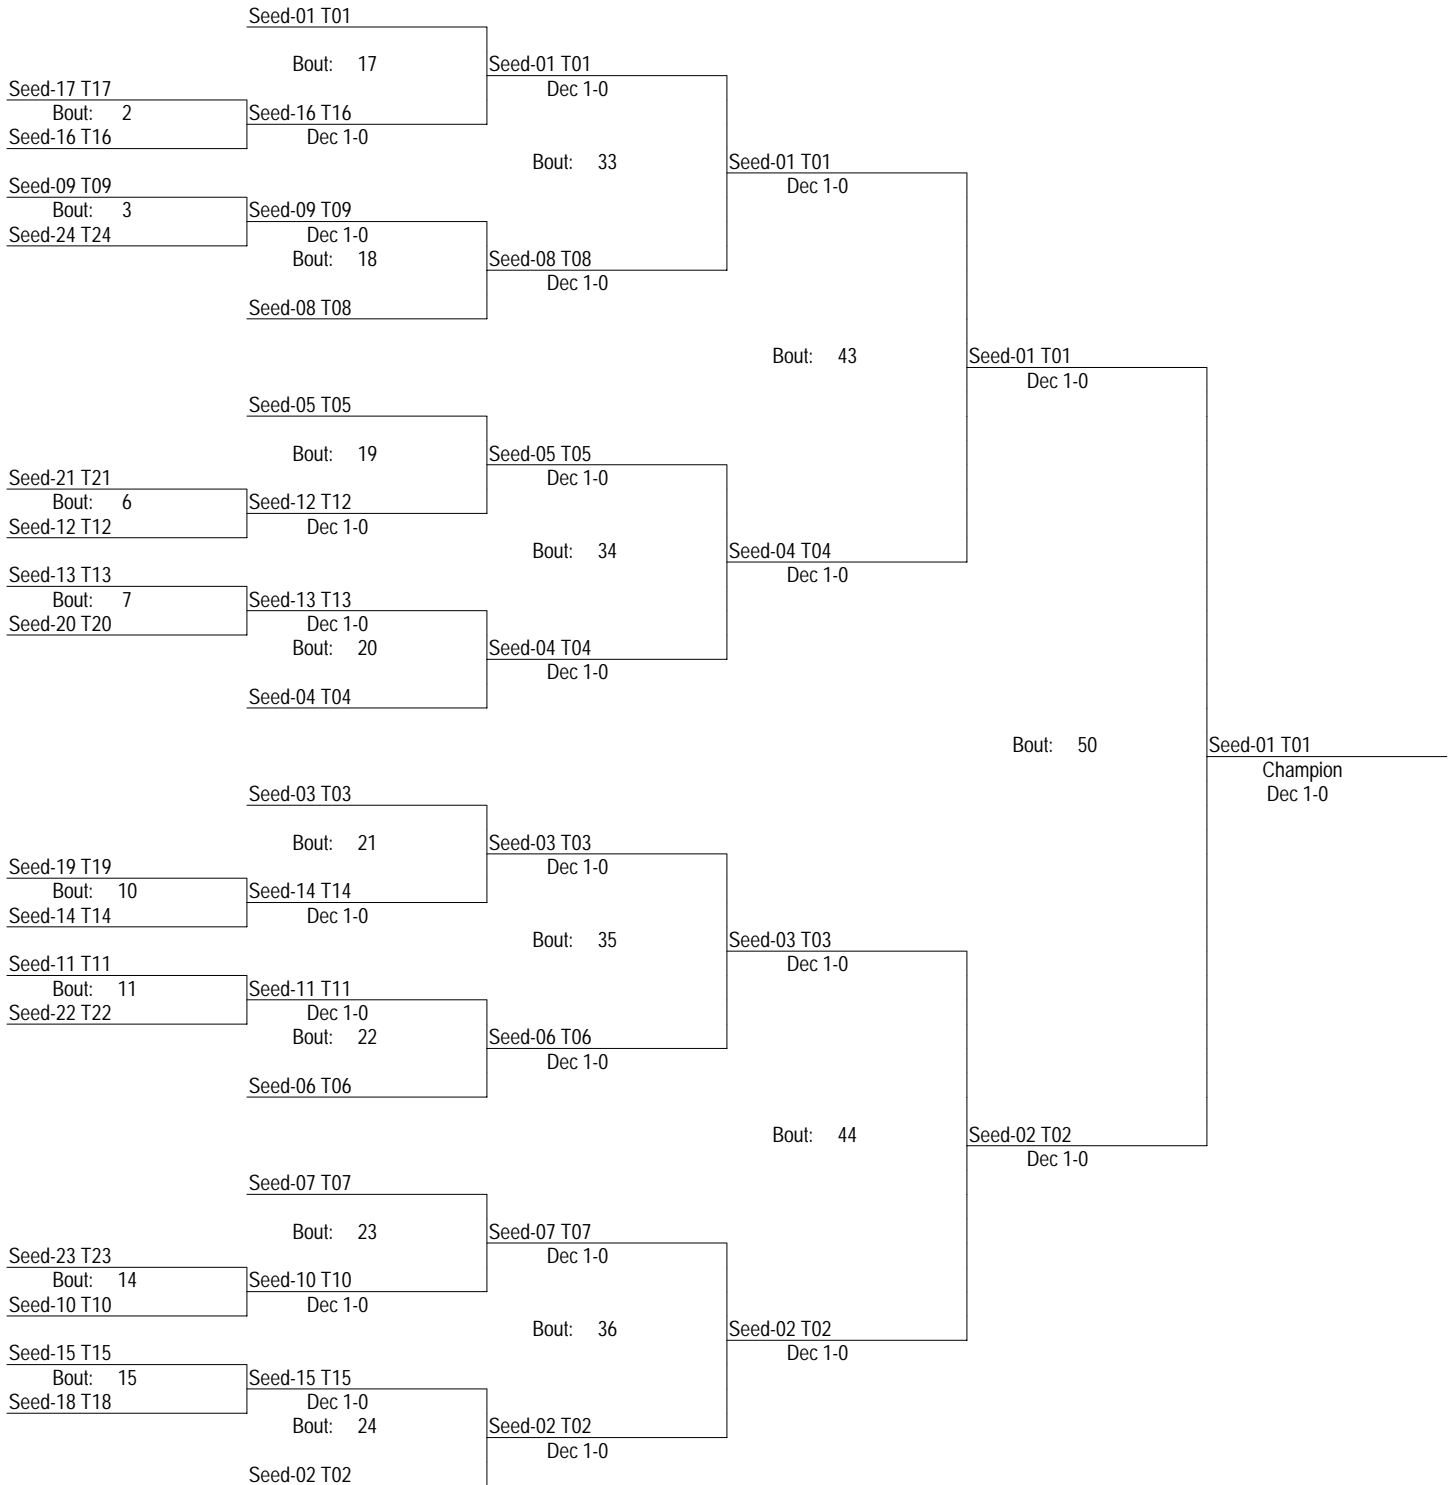 Seed-01 T01
Bout: 17
Seed-01 T01
Dec 1-0
Seed-17 T17
Bout: 2
Seed-16 T16
Seed-16 T16
Dec 1-0
Bout: 33
Seed-01 T01
Dec 1-0
Seed-09 T09
Bout: 3
Seed-24 T24
Seed-09 T09
Dec 1-0
Bout: 18
Seed-08 T08
Dec 1-0
Seed-08 T08
Bout: 43
Seed-01 T01
Dec 1-0
Seed-05 T05
Bout: 19
Seed-05 T05
Dec 1-0
Seed-21 T21
Bout: 6
Seed-12 T12
Seed-12 T12
Dec 1-0
Bout: 34
Seed-04 T04
Dec 1-0
Seed-13 T13
Bout: 7
Seed-20 T20
Seed-13 T13
Dec 1-0
Bout: 20
Seed-04 T04
Dec 1-0
Seed-04 T04
Bout: 50
Seed-01 T01
Champion
Dec 1-0
Seed-03 T03
Bout: 21
Seed-03 T03
Dec 1-0
Seed-19 T19
Bout: 10
Seed-14 T14
Seed-14 T14
Dec 1-0
Bout: 35
Seed-03 T03
Dec 1-0
Seed-11 T11
Bout: 11
Seed-22 T22
Seed-11 T11
Dec 1-0
Bout: 22
Seed-06 T06
Dec 1-0
Seed-06 T06
Bout: 44
Seed-02 T02
Dec 1-0
Seed-07 T07
Bout: 23
Seed-07 T07
Dec 1-0
Seed-23 T23
Bout: 14
Seed-10 T10
Seed-10 T10
Dec 1-0
Bout: 36
Seed-02 T02
Dec 1-0
Seed-15 T15
Bout: 15
Seed-18 T18
Seed-15 T15
Dec 1-0
Bout: 24
Seed-02 T02
Dec 1-0
Seed-02 T02